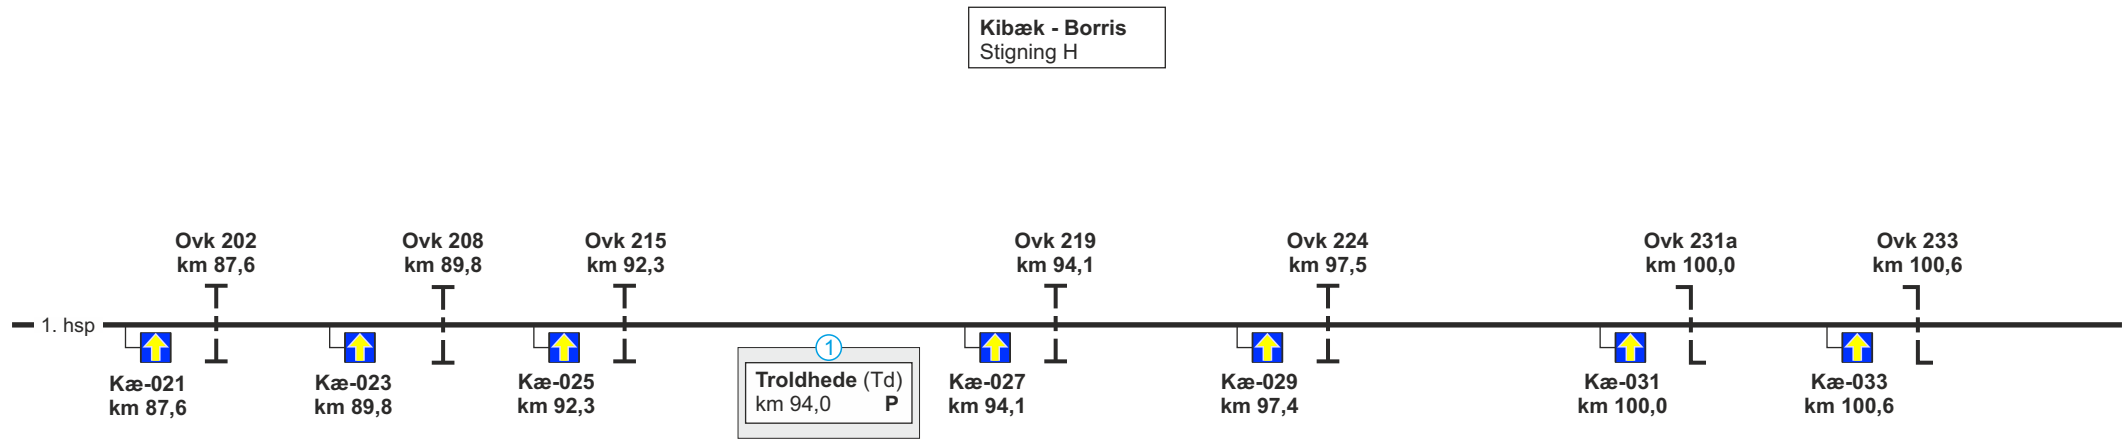 Kibæk - Borris
Stigning H
Ovk 202
km 87,6
Ovk 208
km 89,8
Ovk 215
km 92,3
Ovk 219
km 94,1
Ovk 224
km 97,5
Ovk 231a
km 100,0
Ovk 233
km 100,6
1. hsp
Kæ-021
km 87,6
Kæ-023
km 89,8
Kæ-025
km 92,3
1
Troldhede (Td)
km 94,0 P
Kæ-027
km 94,1
Kæ-029
km 97,4
Kæ-031
km 100,0
Kæ-033
km 100,6